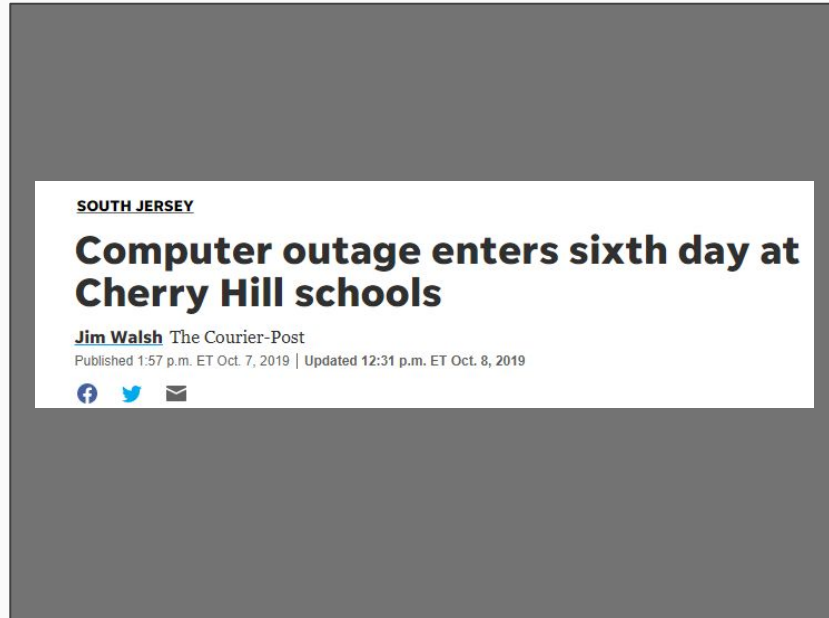 SOUTH JERSEY
Computer outage enters sixth day at
Cherry Hill schools
Jim Walsh The Courier-Post
Published 1:57 p.m. ET Oct. 7, 2019 | Updated 12:31 p.m. ET Oct. 8, 2019